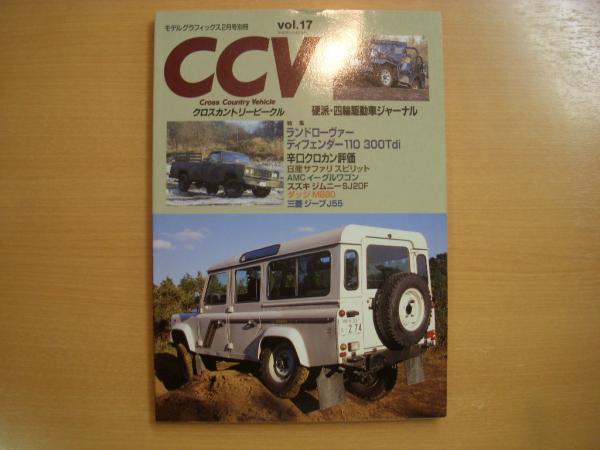 モデルグラフィックス2月号別冊
vol.17
CCV
Cross Country Vehicle
クロスカントリービークル
硬派・四輪駆動車ジャーナル
特集
ランドローヴァー
ディフェンダー110 300Tdi
辛口クロカン評価
日産サファリ スピリット
AMCイーグルワゴン
スズキ ジムニーSJ20F
ダッジ M880
三菱 ジープJ55
2 74